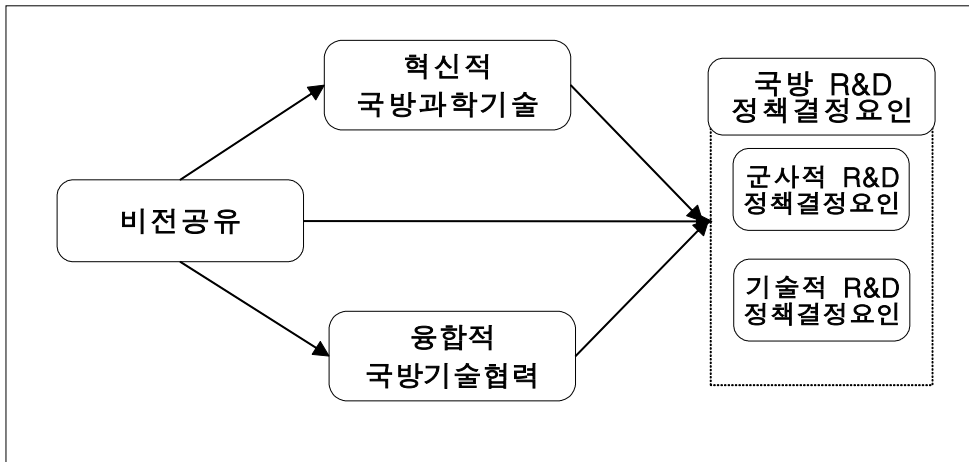 혁신적
국방과학기술
국방 R&D
정책결정요인
군사적 R&D
정책결정요인
비전공유
기술적 R&D
정책결정요인
융합적
국방기술협력